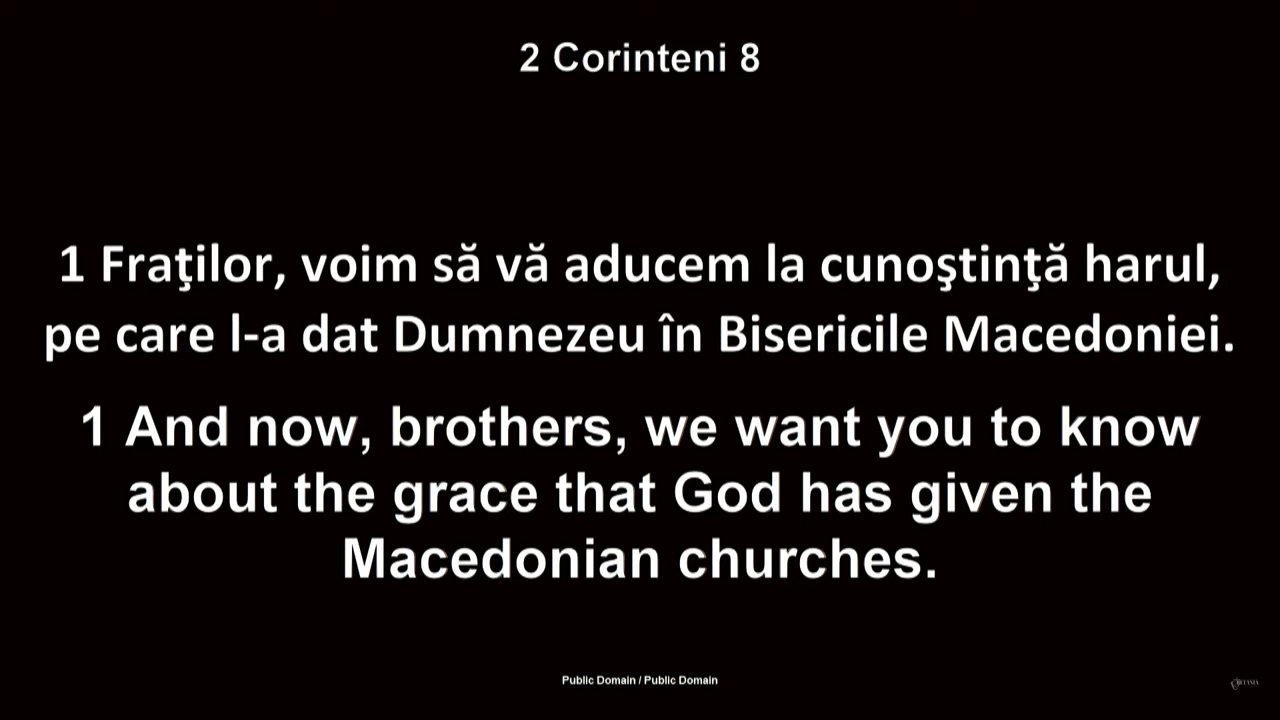 2 Corinteni 8
1 Fraţilor, voim să vă aducem la cunoştinţă harul,
pe care l-a dat Dumnezeu în Bisericile Macedoniei.
1 And now, brothers, we want you to know
about the grace that God has given the
Macedonian churches.
Public Domain / Public Domain